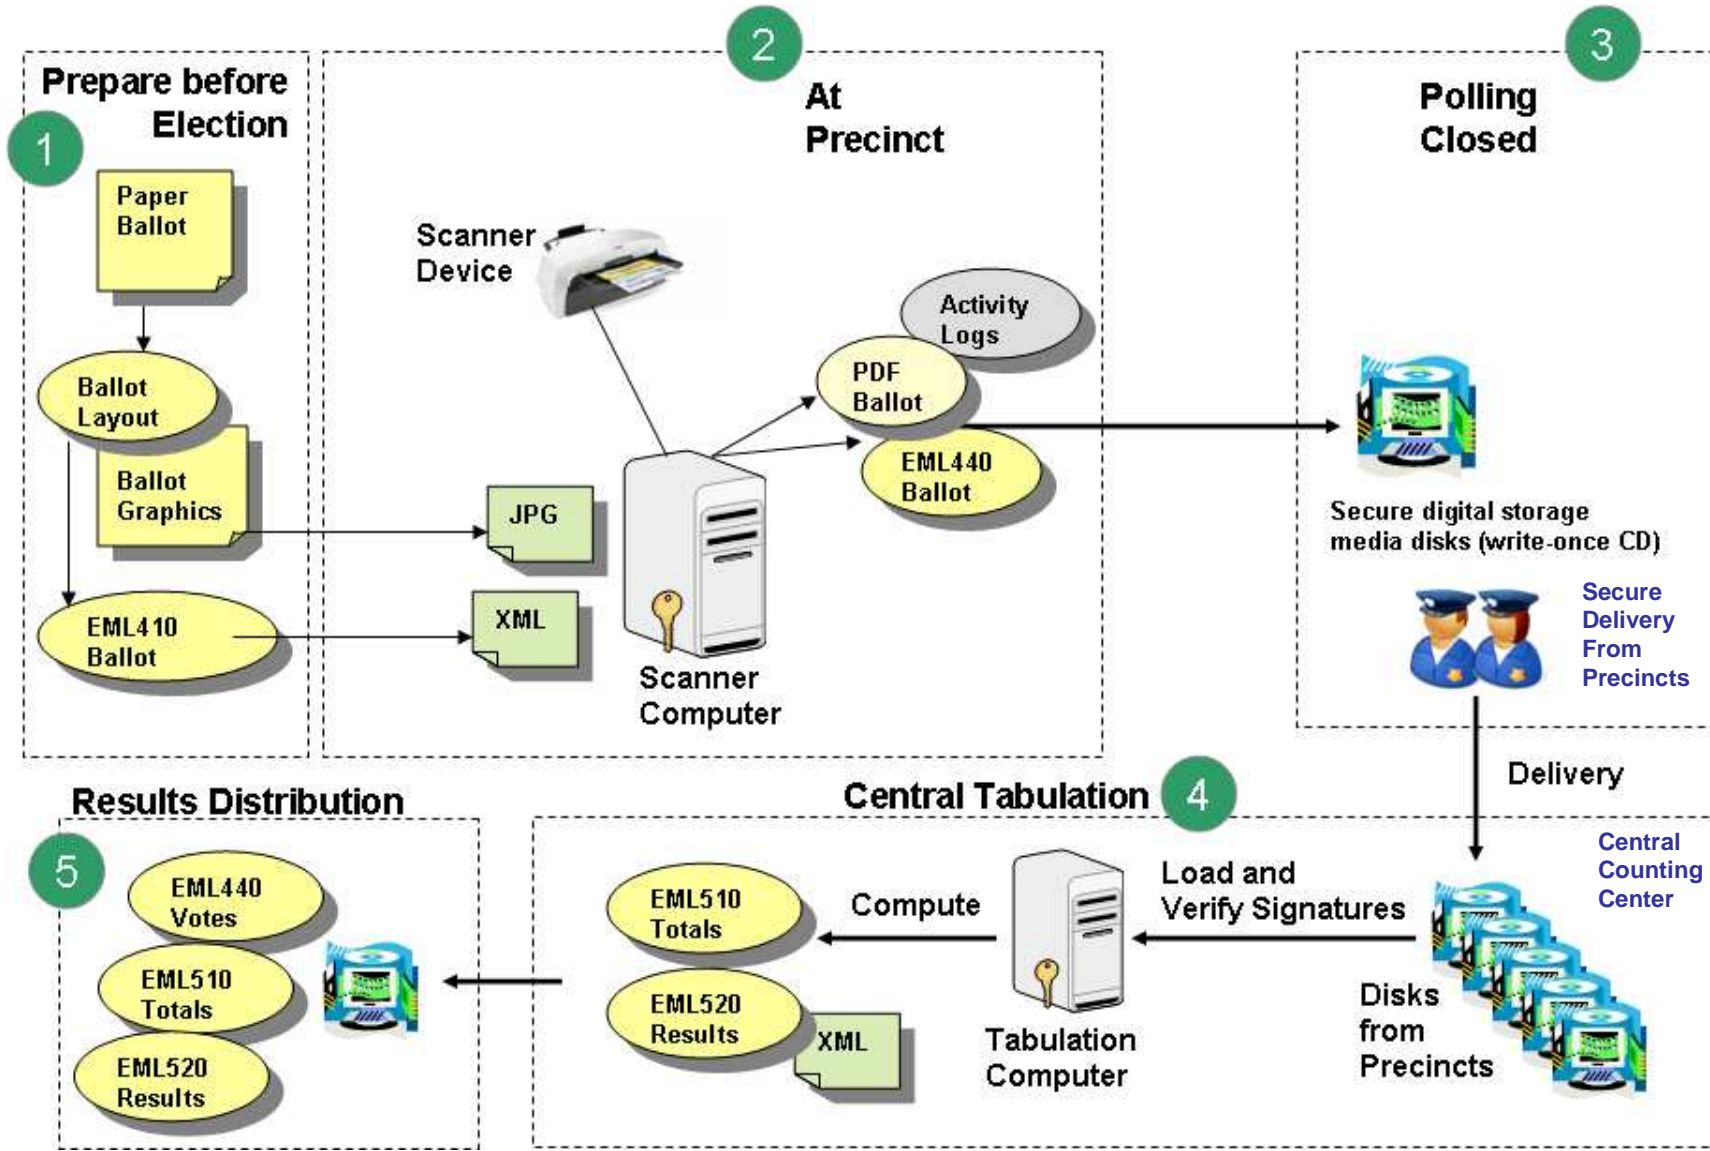 1
Prepare before
Election
Paper
Ballot
Ballot
Layout
Ballot
Graphics
EML410
Ballot
2
At
Precinct
Scanner
Device
Activity
Logs
PDF
Ballot
EML440
Ballot
JPG
XML
Scanner
Computer
3
Polling
Closed
Secure digital storage
media disks (write-once CD)
Secure
Delivery
From
Precincts
Delivery
Central Tabulation
4
Central
Counting
Center
Disks
from
Precincts
Load and
Verify Signatures
Tabulation
Computer
Compute
EML510
Totals
EML520
Results
XML
Results Distribution
5
EML440
Votes
EML510
Totals
EML520
Results